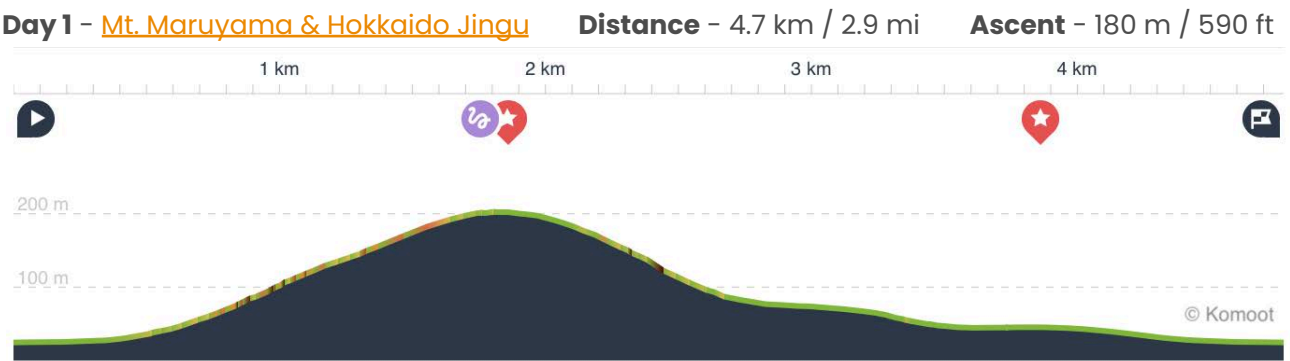 Day 1 - Mt. Maruyama & Hokkaido Jingu Distance - 4.7 km / 2.9 mi Ascent - 180 m / 590 ft
1 km 2 km 3 km 4 km
200 m
100 m
© Komoot